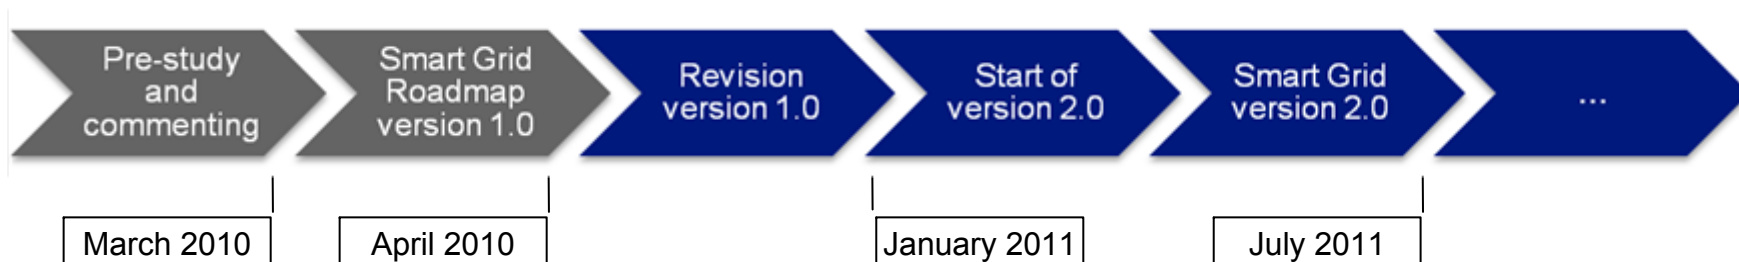 Pre-study
and
commenting
Smart Grid
Roadmap
version 1.0
Revision
version 1.0
Start of
version 2.0
Smart Grid
version 2.0
...
March 2010
April 2010
January 2011
July 2011